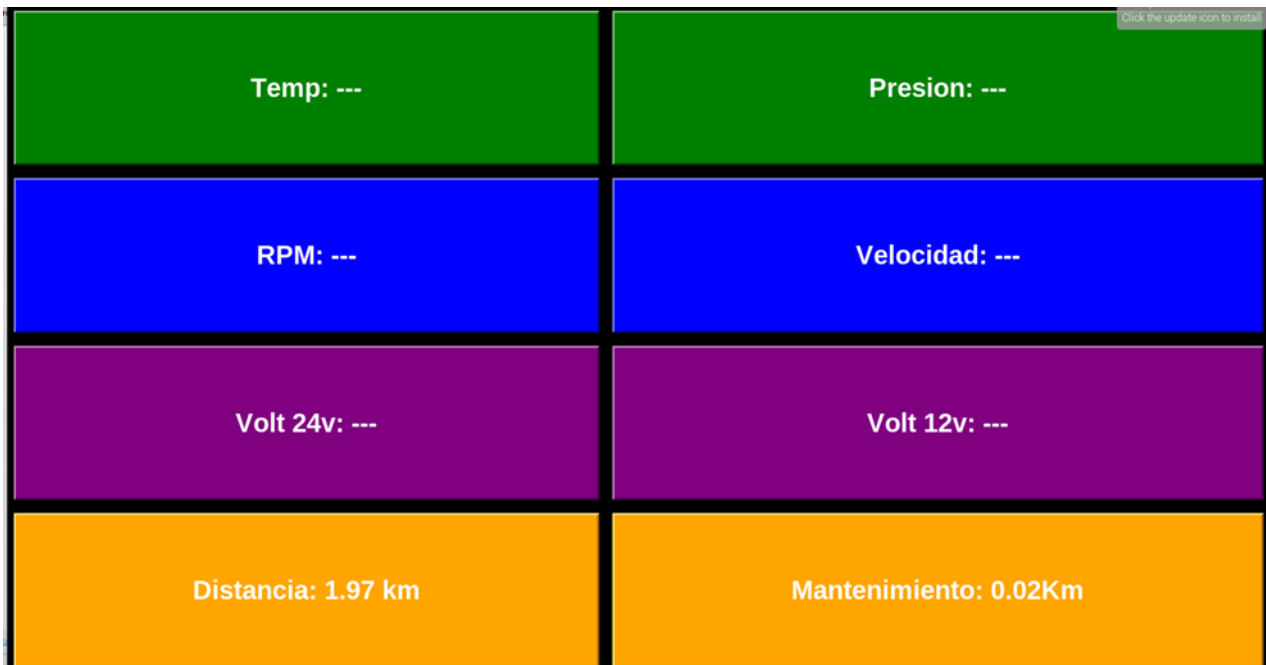 Click the update icon to install
Temp: ---
Presion: ---
RPM: ---
Velocidad: ---
Volt 24v: ---
Volt 12v: ---
Distancia: 1.97 km
Mantenimiento: 0.02Km